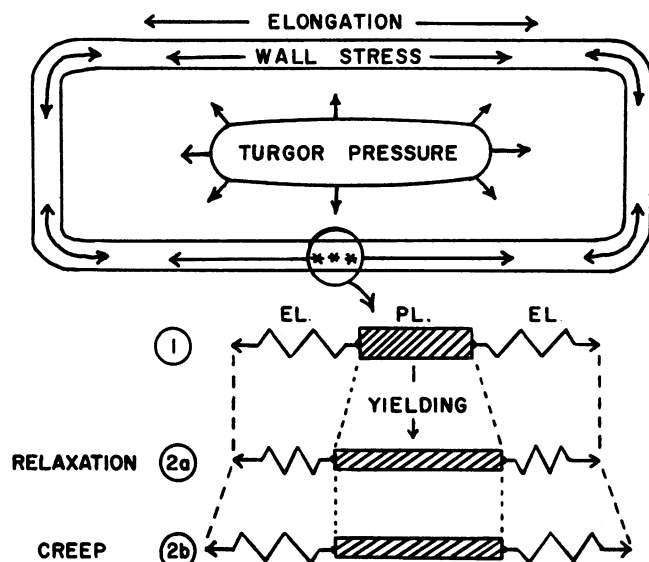 ELONGATION
WALL STRESS
TURGOR PRESSURE
***
EL. PL. EL.
1
YIELDING
RELAXATION 2a
CREEP 2b